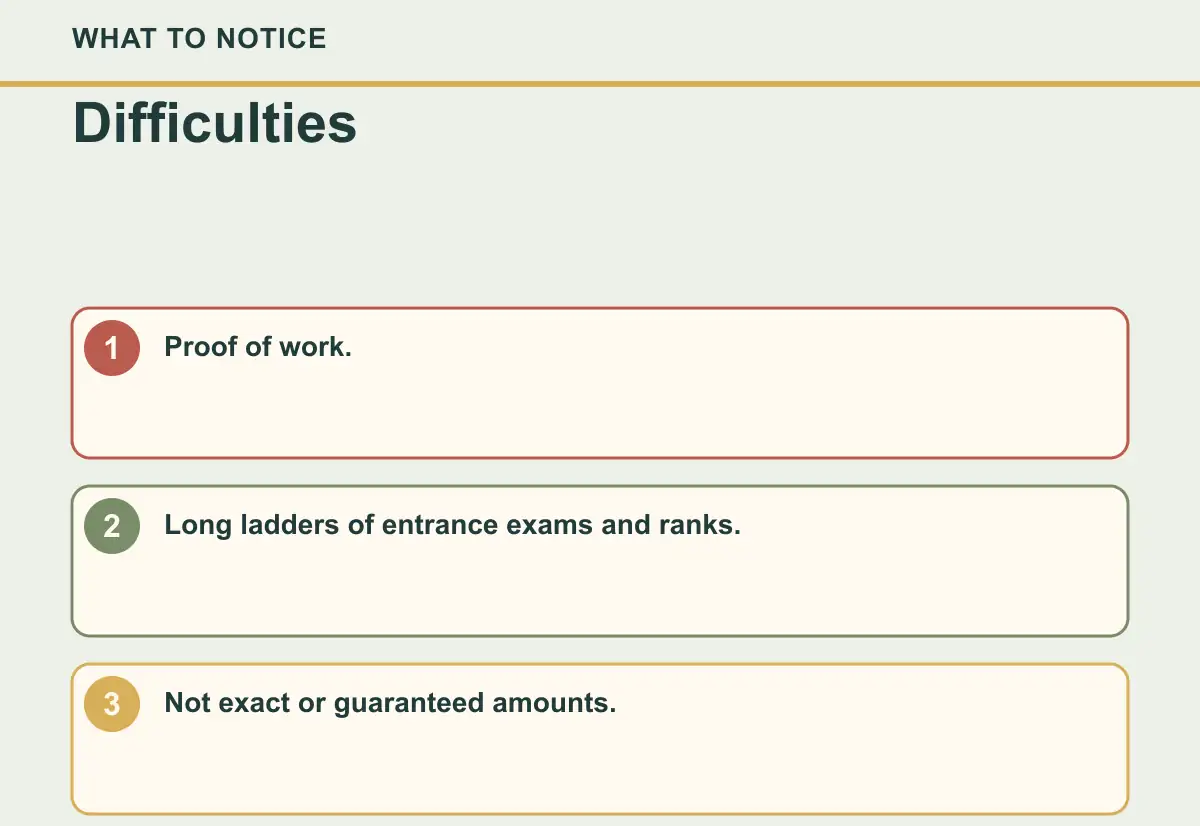 WHAT TO NOTICE
Difficulties
1 Proof of work.
2 Long ladders of entrance exams and ranks.
3 Not exact or guaranteed amounts.